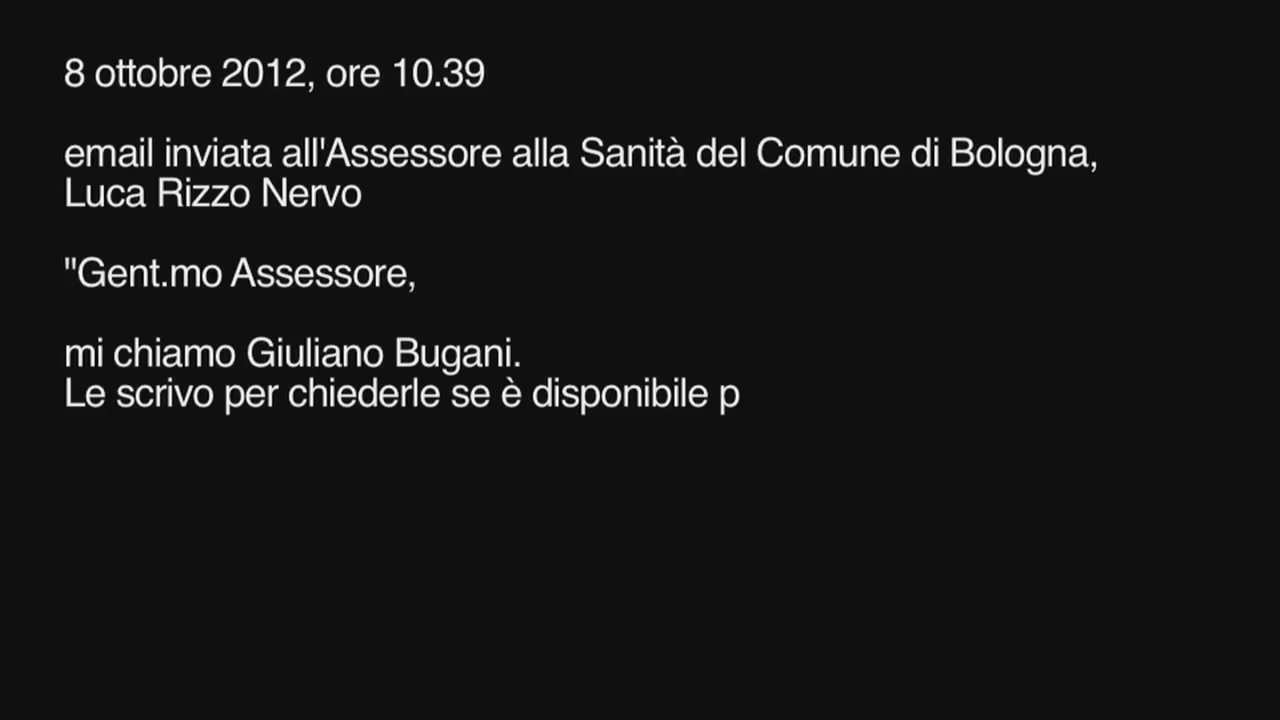 8 ottobre 2012, ore 10.39
email inviata all'Assessore alla Sanità del Comune di Bologna,
Luca Rizzo Nervo
"Gent.mo Assessore,
mi chiamo Giuliano Bugani.
Le scrivo per chiederle se è disponibile p